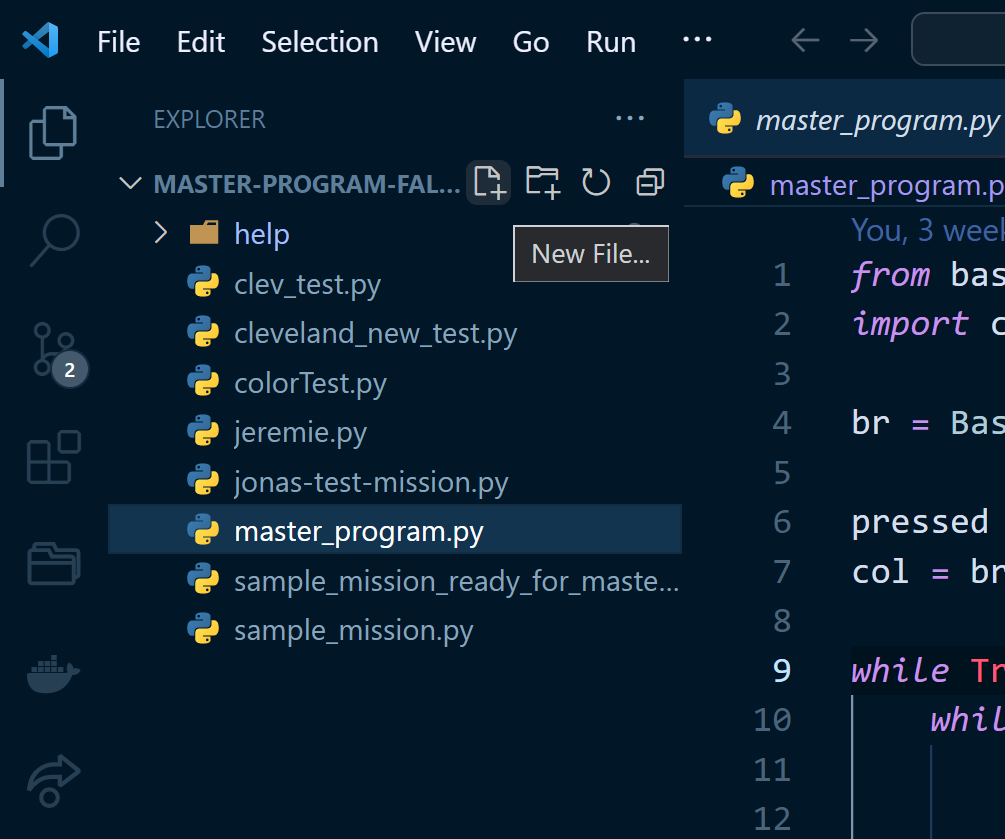 File Edit Selection View Go Run ...
EXPLORER ...
MASTER-PROGRAM-FAL...
help
New File...
clev_test.py
cleveland_new_test.py
colorTest.py
jeremie.py
jonas-test-mission.py
master_program.py
sample_mission_ready_for_maste...
sample_mission.py
2
master_program.py
master_program.p
You, 3 week
1 from bas
2 import c
3
4 br = Bas
5
6 pressed
7 col = br
8
9 while Tr
10 whil
11
12